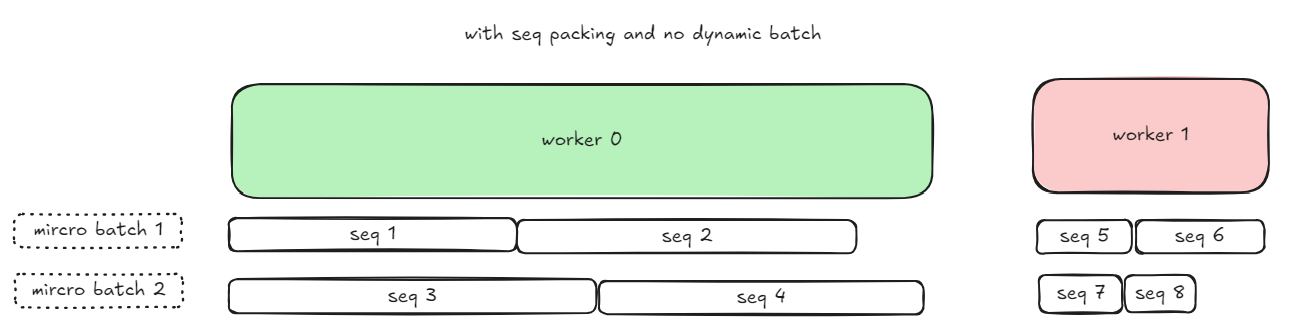 with seq packing and no dynamic batch
worker 0
worker 1
mircro batch 1
seq 1
seq 2
seq 5
seq 6
mircro batch 2
seq 3
seq 4
seq 7
seq 8